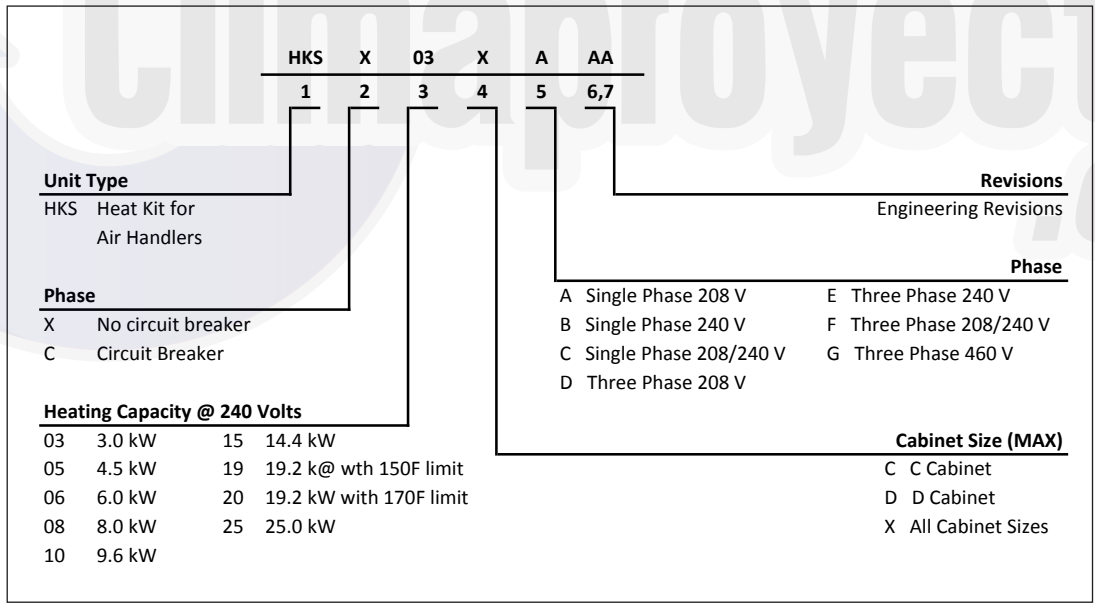 Climaproyect
HKS X 03 X A AA
1 2 3 4 5 6,7
Unit Type
HKS Heat Kit for
Air Handlers
Revisions
Engineering Revisions
Phase
X No circuit breaker
C Circuit Breaker
Phase
A Single Phase 208 V E Three Phase 240 V
B Single Phase 240 V F Three Phase 208/240 V
C Single Phase 208/240 V G Three Phase 460 V
D Three Phase 208 V
Heating Capacity @ 240 Volts
03 3.0 kW 15 14.4 kW
05 4.5 kW 19 19.2 k@ wth 150F limit
06 6.0 kW 20 19.2 kW with 170F limit
08 8.0 kW 25 25.0 kW
10 9.6 kW
Cabinet Size (MAX)
C C Cabinet
D D Cabinet
X All Cabinet Sizes